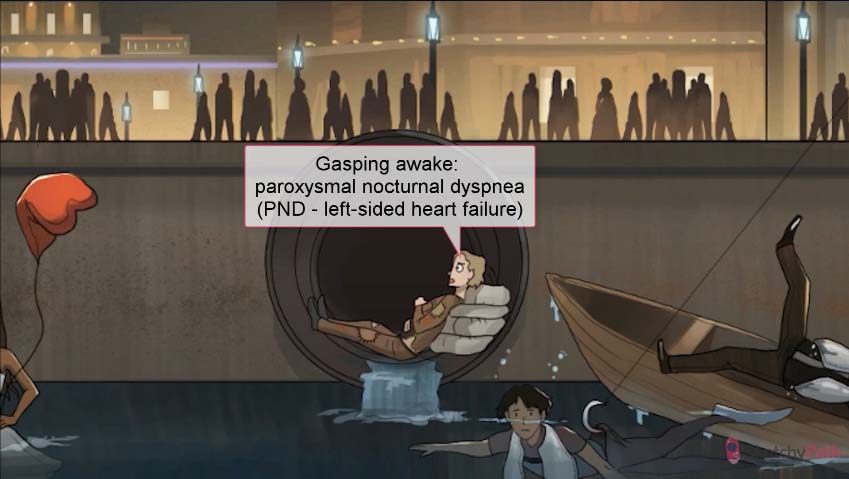 Gasping awake:
paroxysmal nocturnal dyspnea
(PND - left-sided heart failure)